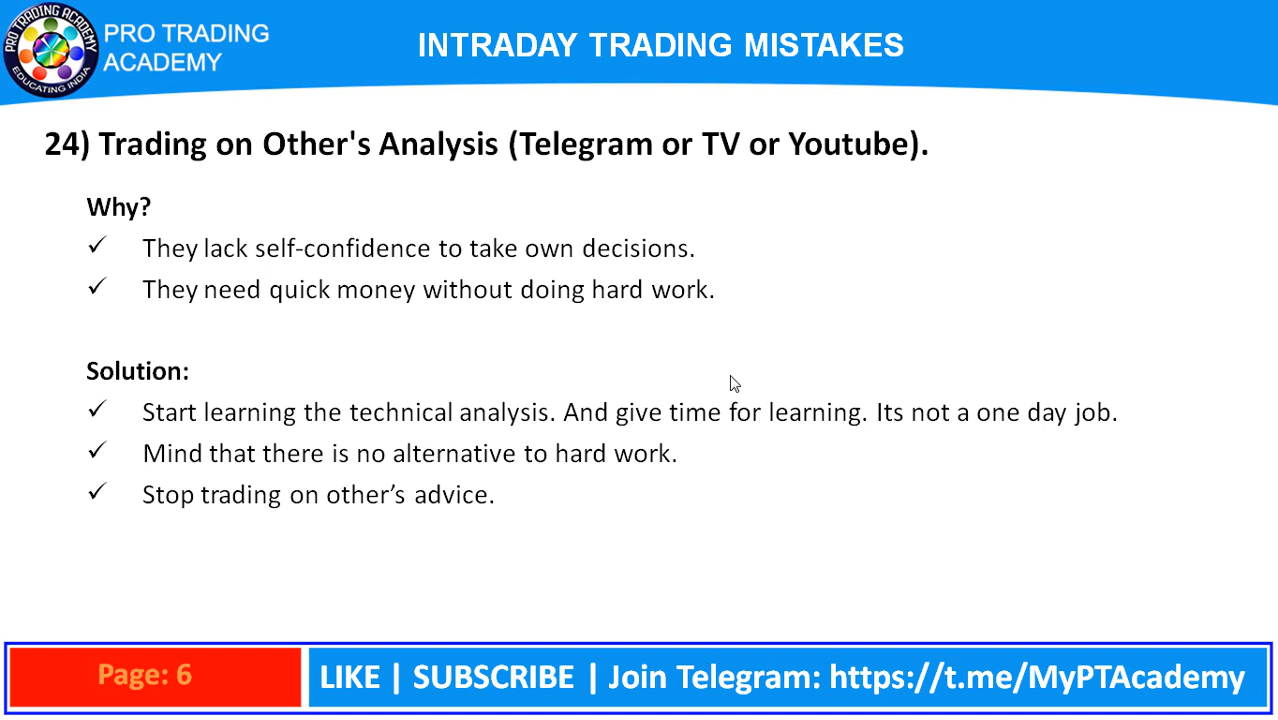 PRO TRADING ACADEMY
EDUCATING INDIA
PRO TRADING
ACADEMY
INTRADAY TRADING MISTAKES
24) Trading on Other's Analysis (Telegram or TV or Youtube).
Why?
✓ They lack self-confidence to take own decisions.
✓ They need quick money without doing hard work.
Solution:
✓ Start learning the technical analysis. And give time for learning. Its not a one day job.
✓ Mind that there is no alternative to hard work.
✓ Stop trading on other’s advice.
Page: 6
LIKE | SUBSCRIBE | Join Telegram: https://t.me/MyPTAcademy